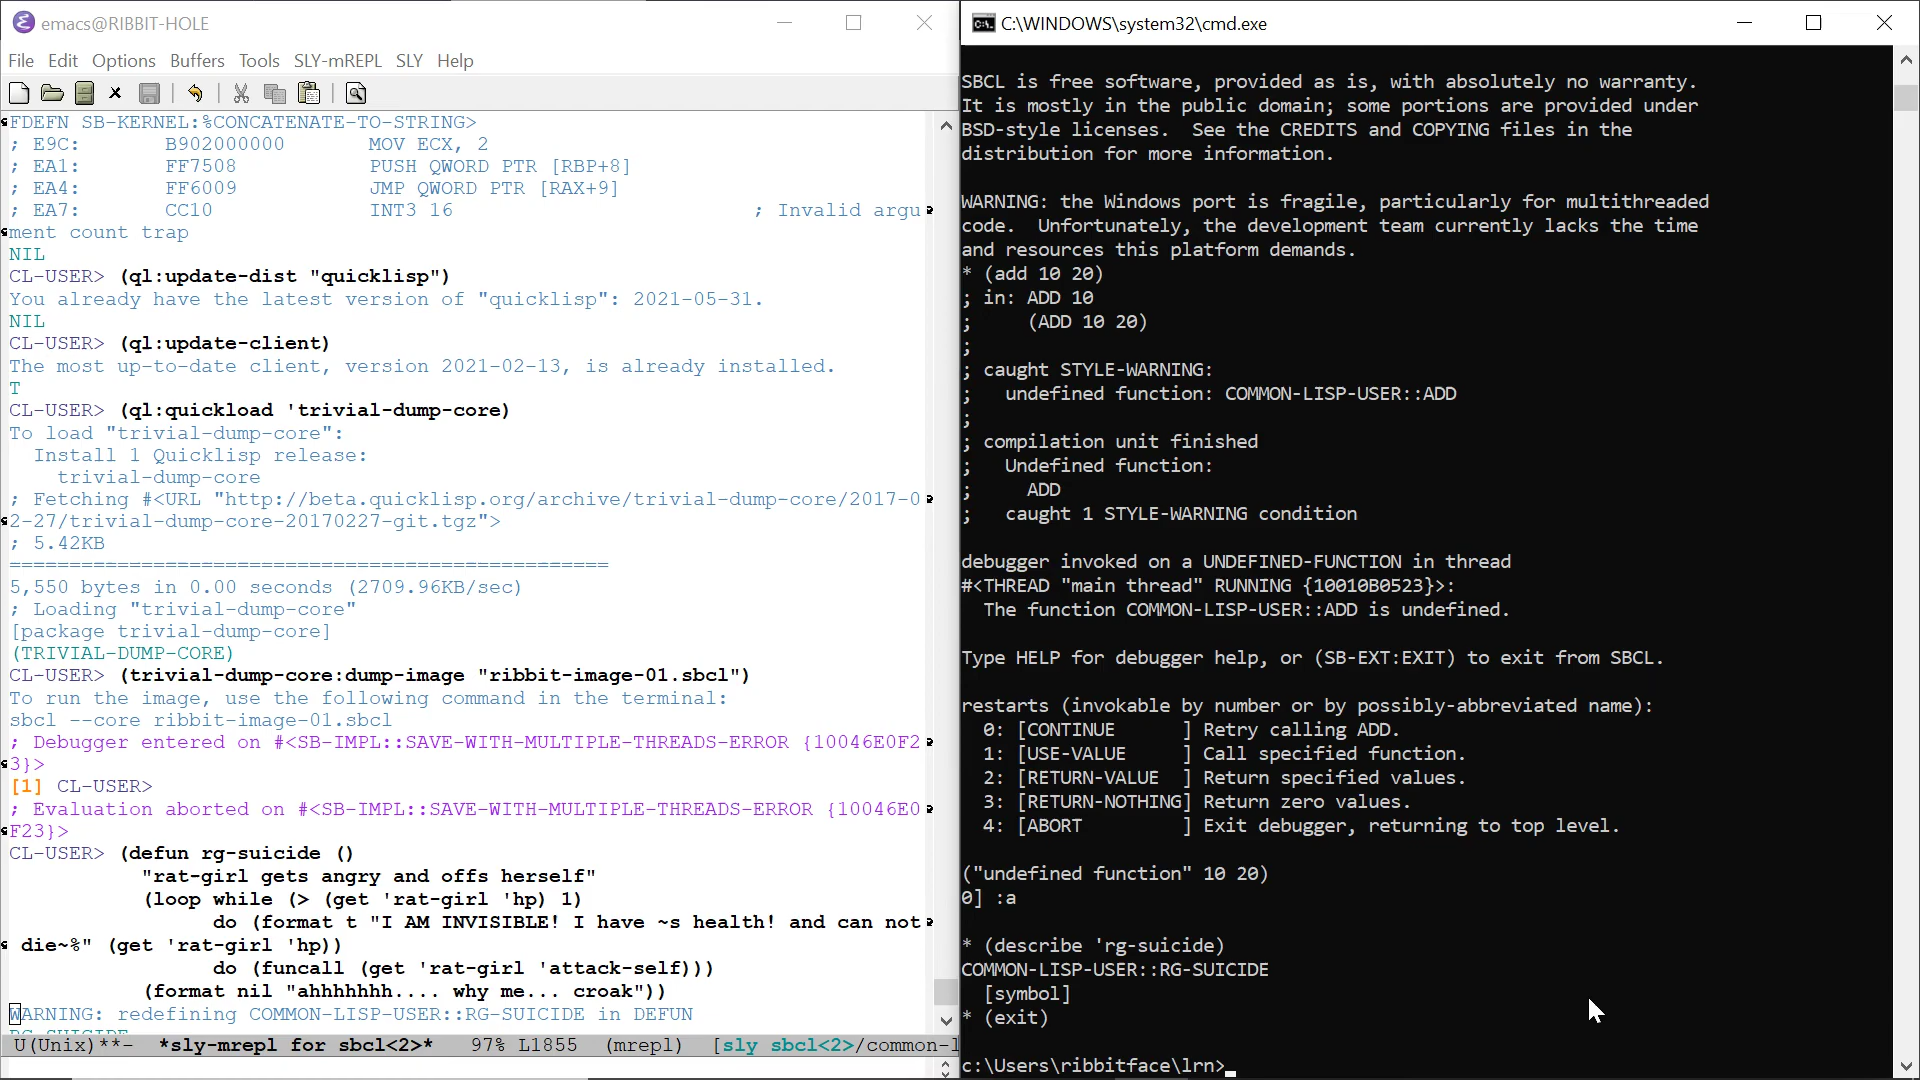 emacs@RIBBIT-HOLE
File Edit Options Buffers Tools SLY-mREPL SLY Help
FDEFN SB-KERNEL:%CONCATENATE-TO-STRING>
; E9C: B902000000 MOV ECX, 2
; EA1: FF7508 PUSH QWORD PTR [RBP+8]
; EA4: FF6009 JMP QWORD PTR [RAX+9]
; EA7: CC10 INT3 16 ; Invalid argu
ment count trap
NIL
CL-USER> (ql:update-dist "quicklisp")
You already have the latest version of "quicklisp": 2021-05-31.
NIL
CL-USER> (ql:update-client)
The most up-to-date client, version 2021-02-13, is already installed.
T
CL-USER> (ql:quickload 'trivial-dump-core)
To load "trivial-dump-core":
Install 1 Quicklisp release:
trivial-dump-core
; Fetching #<URL "http://beta.quicklisp.org/archive/trivial-dump-core/2017-0
2-27/trivial-dump-core-20170227-git.tgz">
; 5.42KB
==================================================
5,550 bytes in 0.00 seconds (2709.96KB/sec)
; Loading "trivial-dump-core"
[package trivial-dump-core]
(TRIVIAL-DUMP-CORE)
CL-USER> (trivial-dump-core:dump-image "ribbit-image-01.sbcl")
To run the image, use the following command in the terminal:
sbcl --core ribbit-image-01.sbcl
; Debugger entered on #<SB-IMPL::SAVE-WITH-MULTIPLE-THREADS-ERROR {10046E0F2
3}>
[1] CL-USER>
; Evaluation aborted on #<SB-IMPL::SAVE-WITH-MULTIPLE-THREADS-ERROR {10046E0
F23}>
CL-USER> (defun rg-suicide ()
"rat-girl gets angry and offs herself"
(loop while (> (get 'rat-girl 'hp) 1)
do (format t "I AM INVISIBLE! I have ~s health! and can not
die~%" (get 'rat-girl 'hp))
do (funcall (get 'rat-girl 'attack-self)))
(format nil "ahhhhhhh.... why me... croak"))
WARNING: redefining COMMON-LISP-USER::RG-SUICIDE in DEFUN
RG-SUICIDE
U(Unix)**- *sly-mrepl for sbcl<2>* 97% L1855 (mrepl) [sly sbcl<2>/common-l
C:\WINDOWS\system32\cmd.exe
SBCL is free software, provided as is, with absolutely no warranty.
It is mostly in the public domain; some portions are provided under
BSD-style licenses. See the CREDITS and COPYING files in the
distribution for more information.
WARNING: the Windows port is fragile, particularly for multithreaded
code. Unfortunately, the development team currently lacks the time
and resources this platform demands.
* (add 10 20)
; in: ADD 10
; (ADD 10 20)
;
; caught STYLE-WARNING:
; undefined function: COMMON-LISP-USER::ADD
;
; compilation unit finished
; Undefined function:
; ADD
; caught 1 STYLE-WARNING condition
debugger invoked on a UNDEFINED-FUNCTION in thread
#<THREAD "main thread" RUNNING {10010B0523}>:
The function COMMON-LISP-USER::ADD is undefined.
Type HELP for debugger help, or (SB-EXT:EXIT) to exit from SBCL.
restarts (invokable by number or by possibly-abbreviated name):
0: [CONTINUE ] Retry calling ADD.
1: [USE-VALUE ] Call specified function.
2: [RETURN-VALUE ] Return specified values.
3: [RETURN-NOTHING] Return zero values.
4: [ABORT ] Exit debugger, returning to top level.
("undefined function" 10 20)
0] :a
* (describe 'rg-suicide)
COMMON-LISP-USER::RG-SUICIDE
[symbol]
* (exit)
c:\Users\ribbitface\lrn>